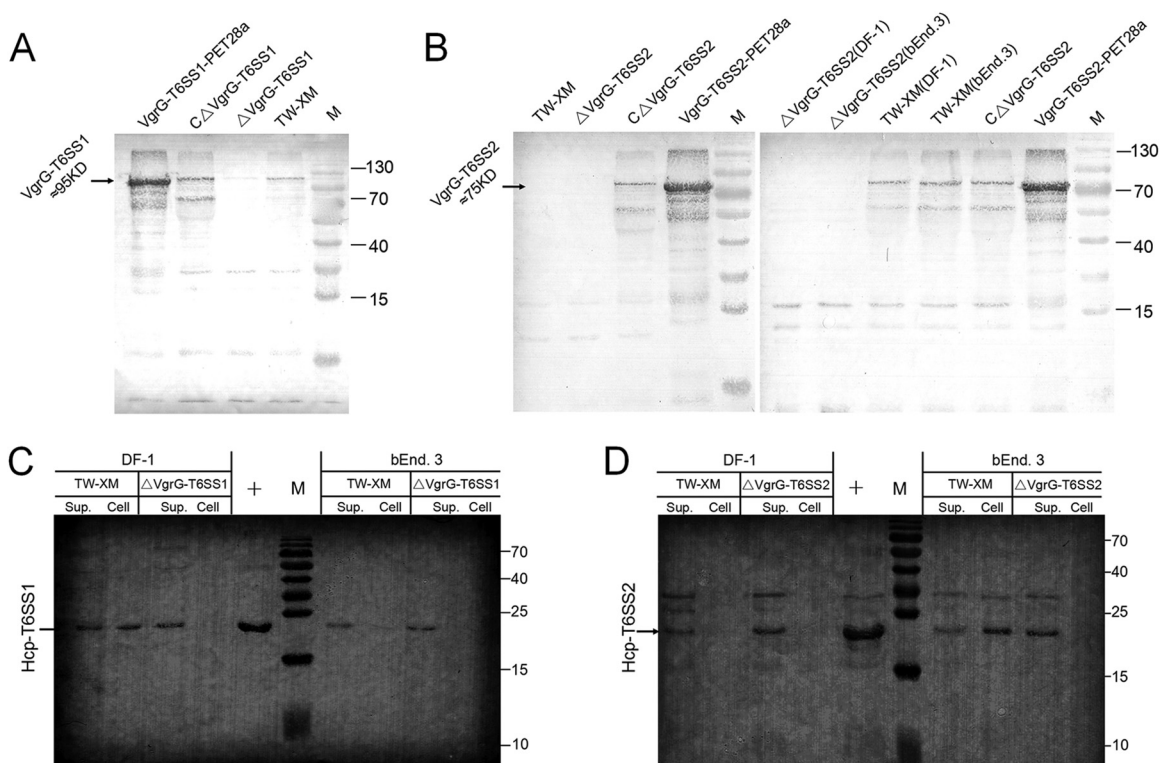 A
VgrG-T6SS1-PET28a
C△VgrG-T6SS1
△VgrG-T6SS1
TW-XM
M
VgrG-T6SS1
≈95KD
130
70
40
15
B
TW-XM
△VgrG-T6SS2
C△VgrG-T6SS2
VgrG-T6SS2-PET28a
M
△VgrG-T6SS2(DF-1)
△VgrG-T6SS2(bEnd.3)
TW-XM(DF-1)
TW-XM(bEnd.3)
C△VgrG-T6SS2
VgrG-T6SS2-PET28a
M
VgrG-T6SS2
≈75KD
130
70
40
15
C
DF-1
bEnd. 3
TW-XM △VgrG-T6SS1 + M TW-XM △VgrG-T6SS1
Sup. Cell Sup. Cell Sup. Cell Sup. Cell
Hcp-T6SS1
70
40
25
15
10
D
DF-1
bEnd. 3
TW-XM △VgrG-T6SS2 + M TW-XM △VgrG-T6SS2
Sup. Cell Sup. Cell Sup. Cell Sup. Cell
Hcp-T6SS2
70
40
25
15
10